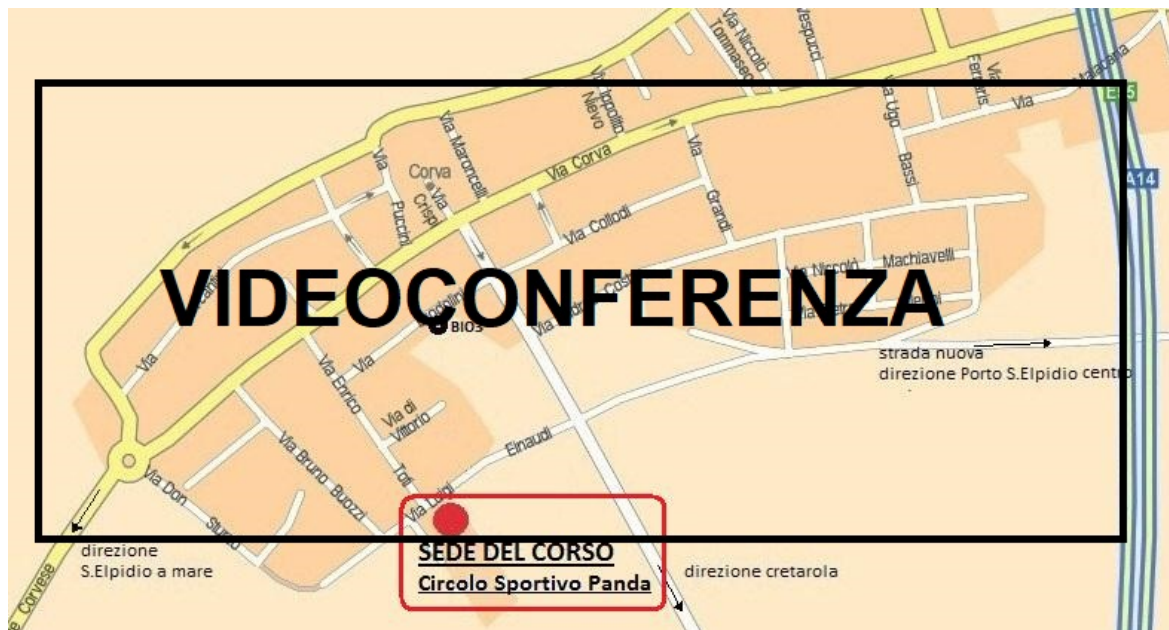 Via Niccolò
Tommaseo
Vespucci
Via Ippolito
Nievo
Via Maroncelli
Via Ugo
Bassi
Via
Ferraris
Via
Malacaria
E55
A14
Via
Puccini
Corva
Via
Crispi
Via Corva
Via
Grandi
Via Collodi
Via Niccolò
Machiavelli
VIDEOCONFERENZA
BIO3
Via
Via
Via Enrico
Toti
Via di
Vittorio
strada nuova
direzione Porto S.Elpidio centro
Via Luigi
Einaudi
Via Bruno Buozzi
Via Don
Sturzo
SEDE DEL CORSO
Circolo Sportivo Panda
direzione
S.Elpidio a mare
direzione cretarola
Corvese